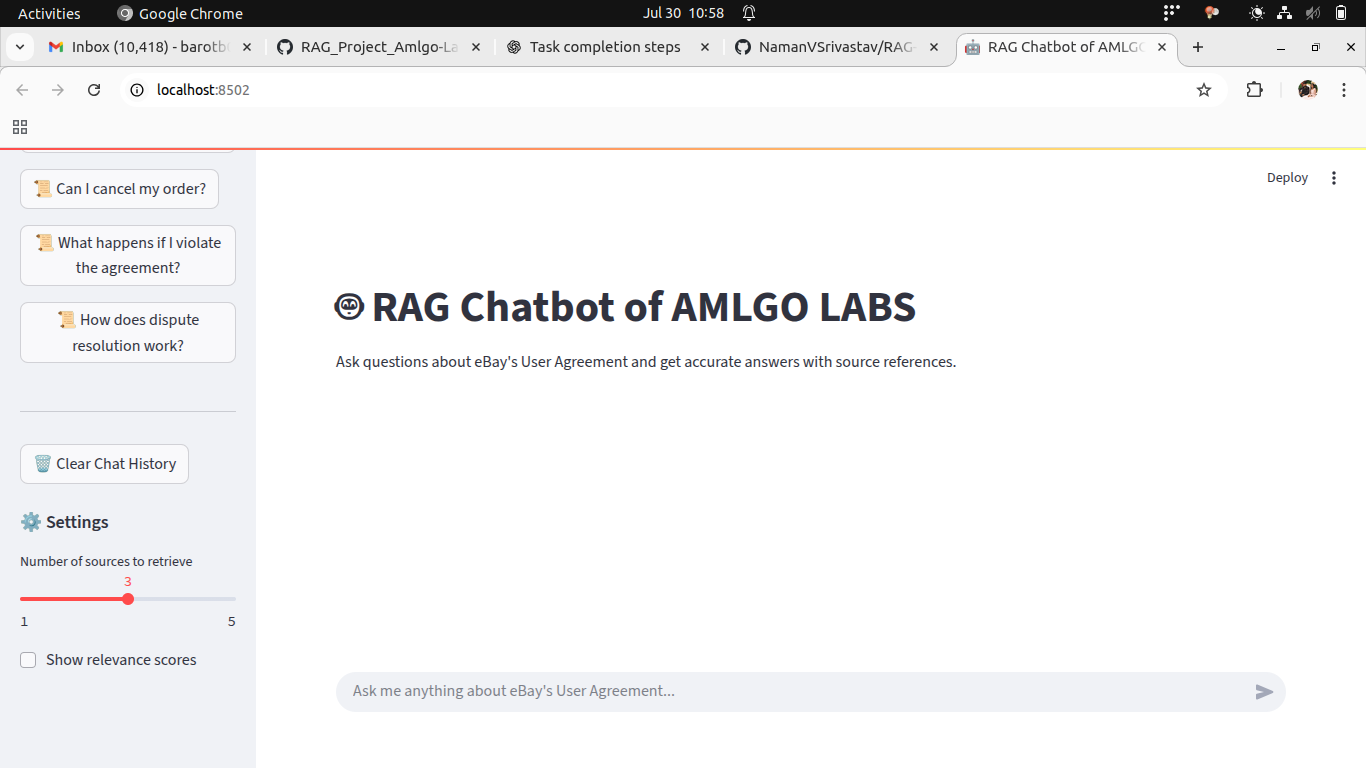 Activities Google Chrome Jul 30 10:58
Inbox (10,418) - barotb RAG_Project_Amlgo-La Task completion steps NamanVSrivastav/RAG- RAG Chatbot of AMLGO
localhost:8502
Deploy
📜 Can I cancel my order?
📜 What happens if I violate
the agreement?
📜 How does dispute
resolution work?
🗑️ Clear Chat History
⚙️ Settings
Number of sources to retrieve
3
1 5
Show relevance scores
RAG Chatbot of AMLGO LABS
Ask questions about eBay's User Agreement and get accurate answers with source references.
Ask me anything about eBay's User Agreement...